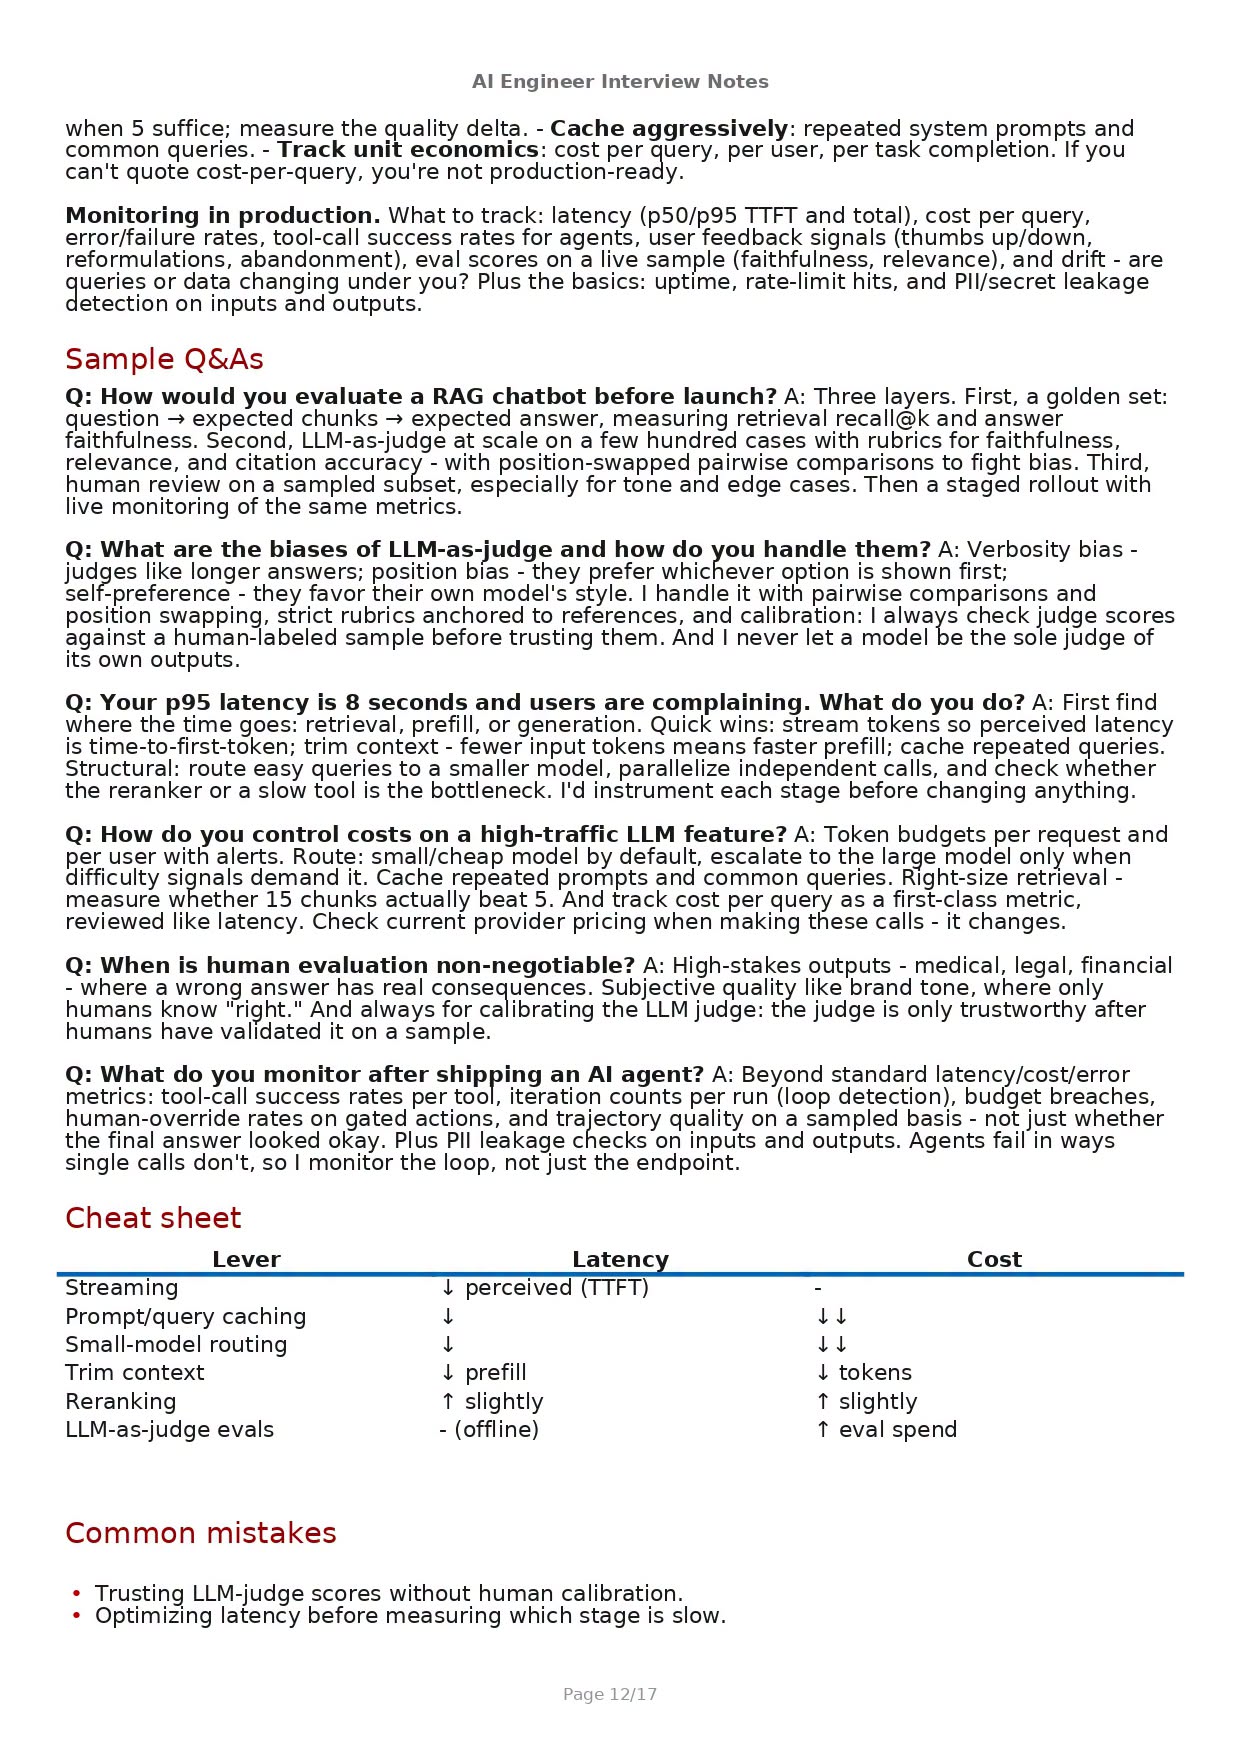 AI Engineer Interview Notes
when 5 suffice; measure the quality delta. - Cache aggressively: repeated system prompts and
common queries. - Track unit economics: cost per query, per user, per task completion. If you
can't quote cost-per-query, you're not production-ready.
Monitoring in production. What to track: latency (p50/p95 TTFT and total), cost per query,
error/failure rates, tool-call success rates for agents, user feedback signals (thumbs up/down,
reformulations, abandonment), eval scores on a live sample (faithfulness, relevance), and drift - are
queries or data changing under you? Plus the basics: uptime, rate-limit hits, and PII/secret leakage
detection on inputs and outputs.
Sample Q&As
Q: How would you evaluate a RAG chatbot before launch? A: Three layers. First, a golden set:
question → expected chunks → expected answer, measuring retrieval recall@k and answer
faithfulness. Second, LLM-as-judge at scale on a few hundred cases with rubrics for faithfulness,
relevance, and citation accuracy - with position-swapped pairwise comparisons to fight bias. Third,
human review on a sampled subset, especially for tone and edge cases. Then a staged rollout with
live monitoring of the same metrics.
Q: What are the biases of LLM-as-judge and how do you handle them? A: Verbosity bias -
judges like longer answers; position bias - they prefer whichever option is shown first;
self-preference - they favor their own model's style. I handle it with pairwise comparisons and
position swapping, strict rubrics anchored to references, and calibration: I always check judge scores
against a human-labeled sample before trusting them. And I never let a model be the sole judge of
its own outputs.
Q: Your p95 latency is 8 seconds and users are complaining. What do you do? A: First find
where the time goes: retrieval, prefill, or generation. Quick wins: stream tokens so perceived latency
is time-to-first-token; trim context - fewer input tokens means faster prefill; cache repeated queries.
Structural: route easy queries to a smaller model, parallelize independent calls, and check whether
the reranker or a slow tool is the bottleneck. I'd instrument each stage before changing anything.
Q: How do you control costs on a high-traffic LLM feature? A: Token budgets per request and
per user with alerts. Route: small/cheap model by default, escalate to the large model only when
difficulty signals demand it. Cache repeated prompts and common queries. Right-size retrieval -
measure whether 15 chunks actually beat 5. And track cost per query as a first-class metric,
reviewed like latency. Check current provider pricing when making these calls - it changes.
Q: When is human evaluation non-negotiable? A: High-stakes outputs - medical, legal, financial
- where a wrong answer has real consequences. Subjective quality like brand tone, where only
humans know "right." And always for calibrating the LLM judge: the judge is only trustworthy after
humans have validated it on a sample.
Q: What do you monitor after shipping an AI agent? A: Beyond standard latency/cost/error
metrics: tool-call success rates per tool, iteration counts per run (loop detection), budget breaches,
human-override rates on gated actions, and trajectory quality on a sampled basis - not just whether
the final answer looked okay. Plus PII leakage checks on inputs and outputs. Agents fail in ways
single calls don't, so I monitor the loop, not just the endpoint.
Cheat sheet
Lever Latency Cost
Streaming ↓ perceived (TTFT) -
Prompt/query caching ↓ ↓↓
Small-model routing ↓ ↓↓
Trim context ↓ prefill ↓ tokens
Reranking ↑ slightly ↑ slightly
LLM-as-judge evals - (offline) ↑ eval spend
Common mistakes
• Trusting LLM-judge scores without human calibration.
• Optimizing latency before measuring which stage is slow.
Page 12/17